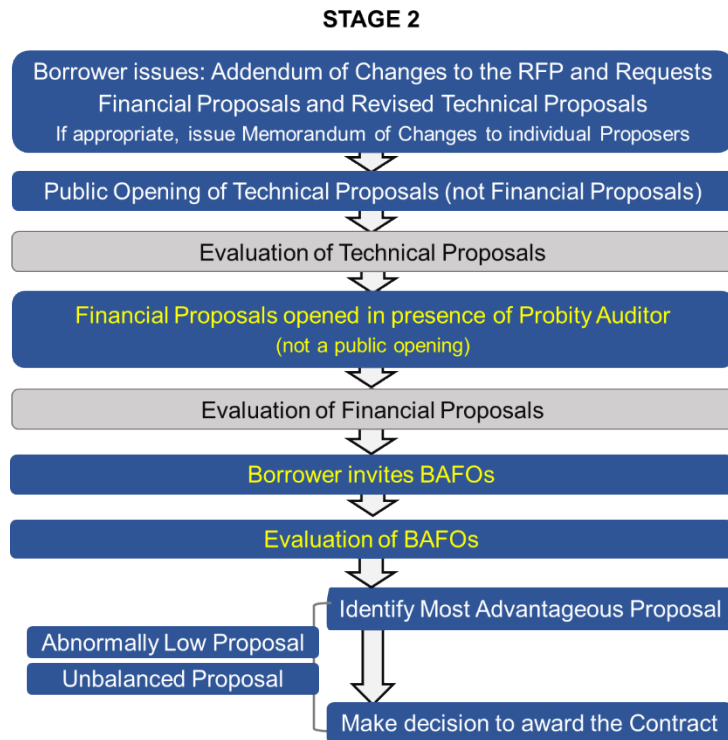 STAGE 2
Borrower issues: Addendum of Changes to the RFP and Requests
Financial Proposals and Revised Technical Proposals
If appropriate, issue Memorandum of Changes to individual Proposers
Public Opening of Technical Proposals (not Financial Proposals)
Evaluation of Technical Proposals
Financial Proposals opened in presence of Probity Auditor
(not a public opening)
Evaluation of Financial Proposals
Borrower invites BAFOs
Evaluation of BAFOs
Identify Most Advantageous Proposal
Abnormally Low Proposal
Unbalanced Proposal
Make decision to award the Contract